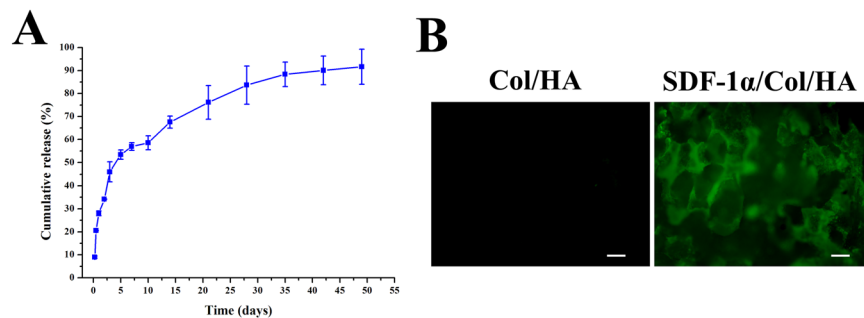 A
100
90
80
70
60
50
40
30
20
10
0
Cumulative release (%)
0 5 10 15 20 25 30 35 40 45 50 55
Time (days)
B
Col/HA
SDF-1α/Col/HA